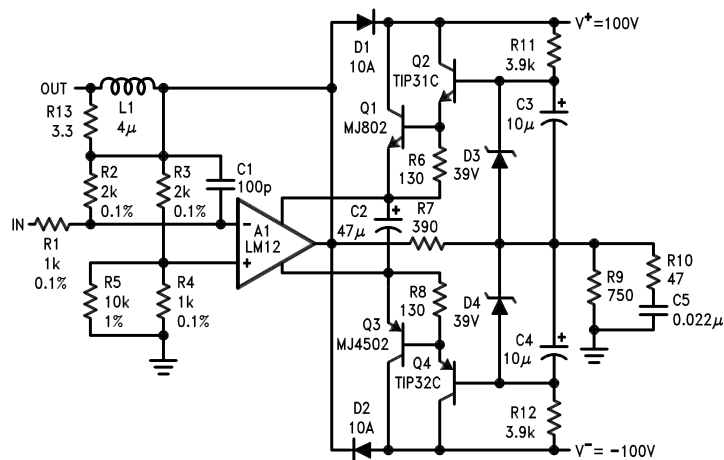 V⁺=100V
D1
10A
Q2
TIP31C
R11
3.9k
OUT
L1
4µ
R13
3.3
C3
+
10µ
Q1
MJ802
R6
130
D3
39V
R2
2k
0.1%
R3
2k
0.1%
C1
100p
IN
R1
1k
0.1%
A1
LM12
−
+
C2
47µ
+
R7
390
R5
10k
1%
R4
1k
0.1%
R8
130
D4
39V
R9
750
R10
47
C5
0.022µ
Q3
MJ4502
Q4
TIP32C
C4
+
10µ
D2
10A
R12
3.9k
V⁻= -100V